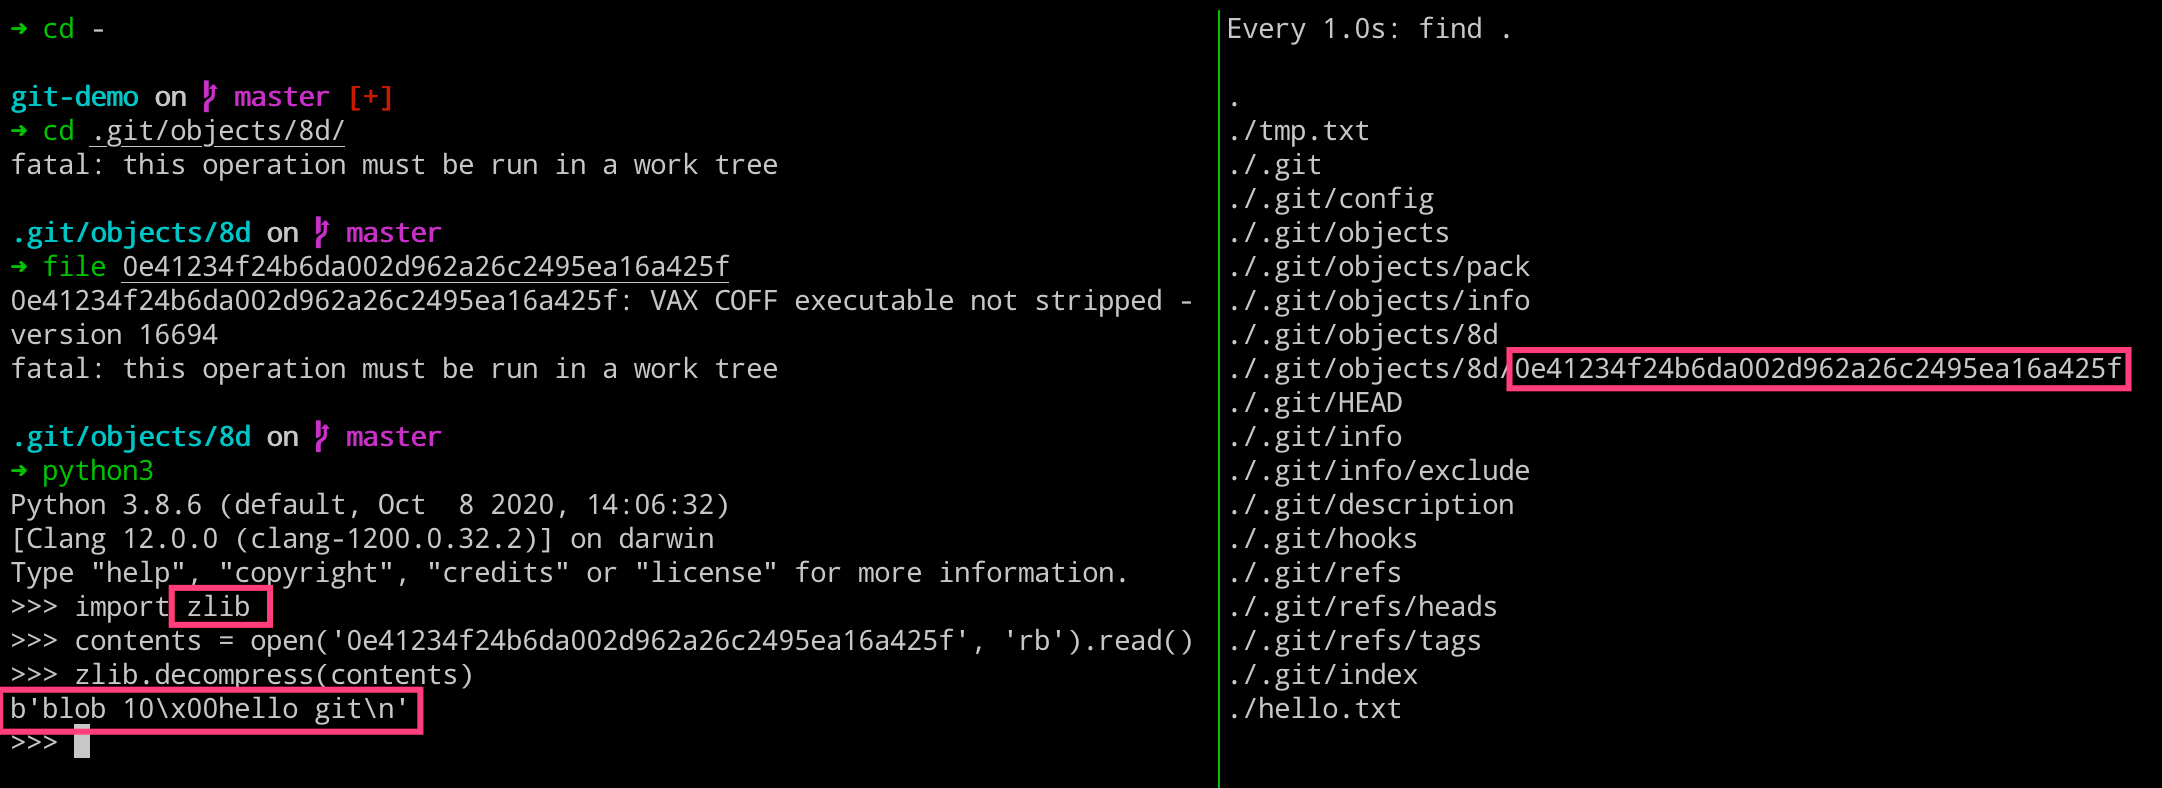 ➜ cd -
git-demo on master [+]
➜ cd .git/objects/8d/
fatal: this operation must be run in a work tree
.git/objects/8d on master
➜ file 0e41234f24b6da002d962a26c2495ea16a425f
0e41234f24b6da002d962a26c2495ea16a425f: VAX COFF executable not stripped -
version 16694
fatal: this operation must be run in a work tree
.git/objects/8d on master
➜ python3
Python 3.8.6 (default, Oct  8 2020, 14:06:32)
[Clang 12.0.0 (clang-1200.0.32.2)] on darwin
Type "help", "copyright", "credits" or "license" for more information.
>>> import zlib
>>> contents = open('0e41234f24b6da002d962a26c2495ea16a425f', 'rb').read()
>>> zlib.decompress(contents)
b'blob 10\x00hello git\n'
>>>
Every 1.0s: find .
.
./tmp.txt
./.git
./.git/config
./.git/objects
./.git/objects/pack
./.git/objects/info
./.git/objects/8d
./.git/objects/8d/0e41234f24b6da002d962a26c2495ea16a425f
./.git/HEAD
./.git/info
./.git/info/exclude
./.git/description
./.git/hooks
./.git/refs
./.git/refs/heads
./.git/refs/tags
./.git/index
./hello.txt